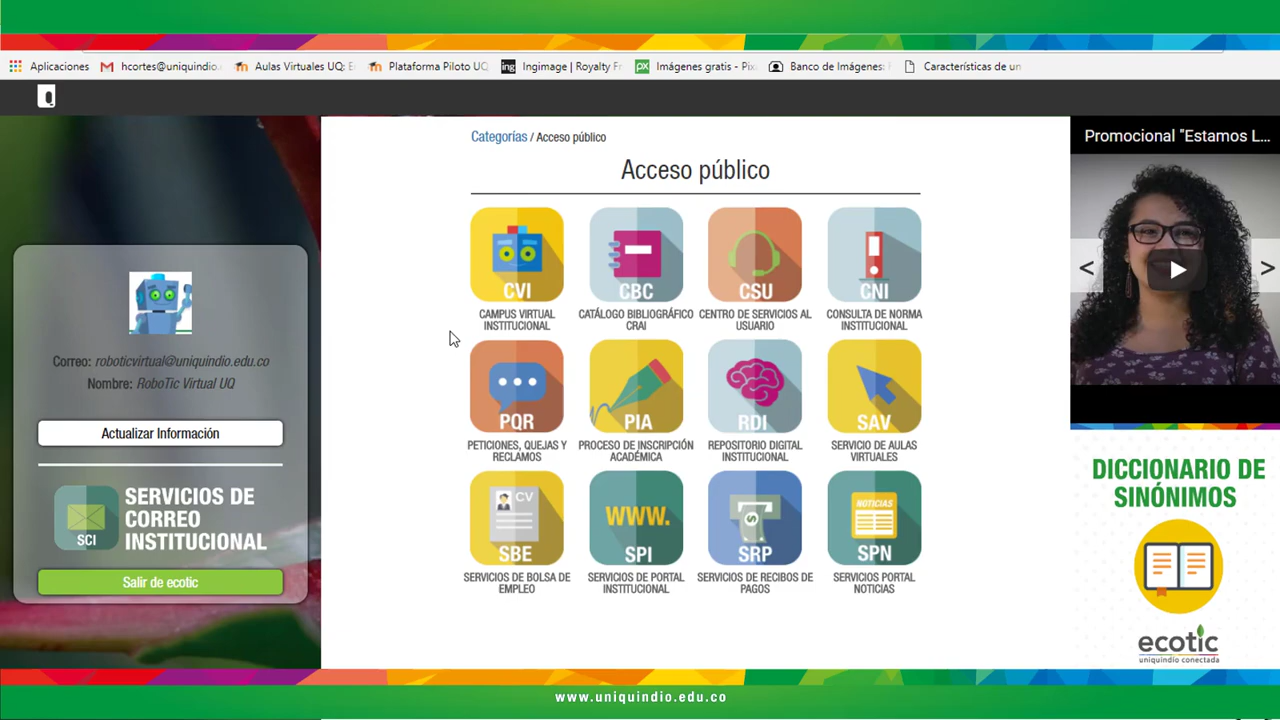 Aplicaciones
hcortes@uniquindio.
Aulas Virtuales UQ: E
Plataforma Piloto UQ
ing
Ingimage | Royalty Fr
px
Imágenes gratis - Pix
Banco de Imágenes:
Características de un
Q
Categorías / Acceso público
Acceso público
CVI
CAMPUS VIRTUAL
INSTITUCIONAL
CBC
CATÁLOGO BIBLIOGRÁFICO
CRAI
CSU
CENTRO DE SERVICIOS AL
USUARIO
CNI
CONSULTA DE NORMA
INSTITUCIONAL
PQR
PETICIONES, QUEJAS Y
RECLAMOS
PIA
PROCESO DE INSCRIPCIÓN
ACADÉMICA
RDI
REPOSITORIO DIGITAL
INSTITUCIONAL
SAV
SERVICIO DE AULAS
VIRTUALES
CV
SBE
SERVICIOS DE BOLSA DE
EMPLEO
WWW.
SPI
SERVICIOS DE PORTAL
INSTITUCIONAL
SRP
SERVICIOS DE RECIBOS DE
PAGOS
NOTICIAS
SPN
SERVICIOS PORTAL
NOTICIAS
Correo: roboticvirtual@uniquindio.edu.co
Nombre: RoboTic Virtual UQ
Actualizar Información
SCI
SERVICIOS DE
CORREO
INSTITUCIONAL
Salir de ecotic
Promocional "Estamos L...
< >
DICCIONARIO DE
SINÓNIMOS
ecotic
uniquindío conectada
www.uniquindio.edu.co